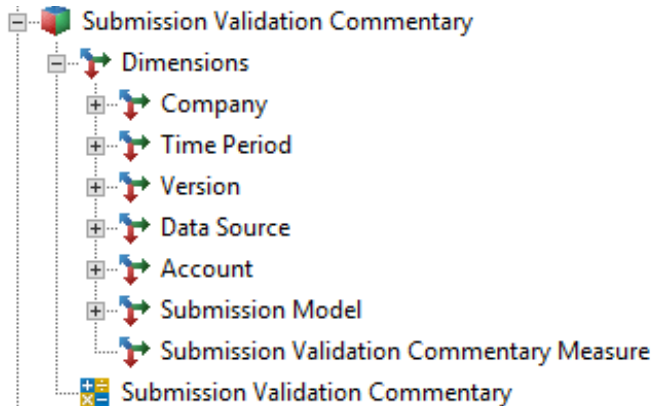 Submission Validation Commentary
Dimensions
Company
Time Period
Version
Data Source
Account
Submission Model
Submission Validation Commentary Measure
Submission Validation Commentary